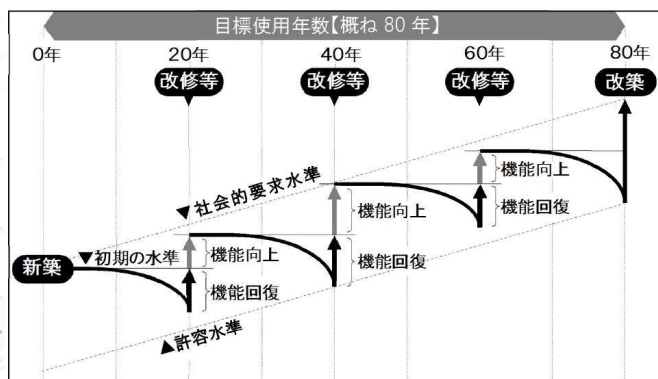 目標使用年数【概ね 80 年】
0年
20年
40年
60年
80年
改修等
改修等
改修等
改築
機能向上
▼社会的要求水準
機能向上
機能回復
新築
▼初期の水準
機能向上
機能回復
機能回復
▲許容水準